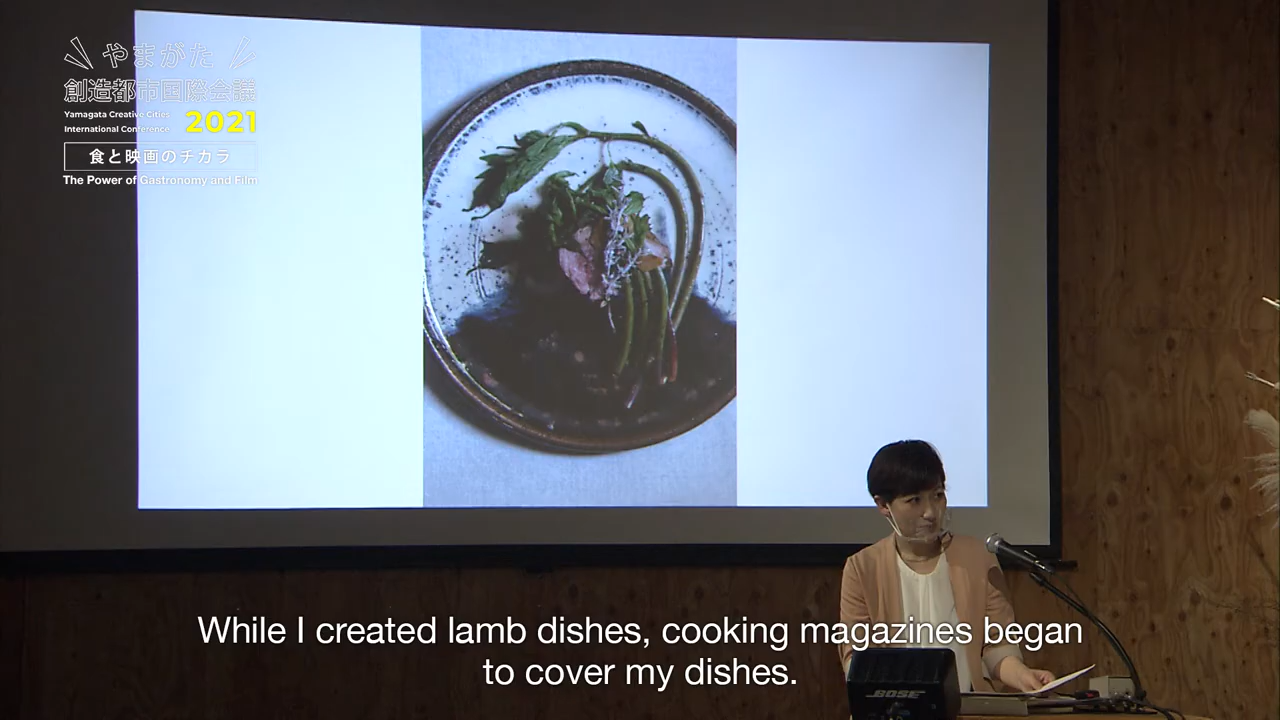 やまがた
創造都市国際会議
Yamagata Creative Cities
International Conference
2021
食と映画のチカラ
The Power of Gastronomy and Film
While I created lamb dishes, cooking magazines began
to cover my dishes.
BOSE